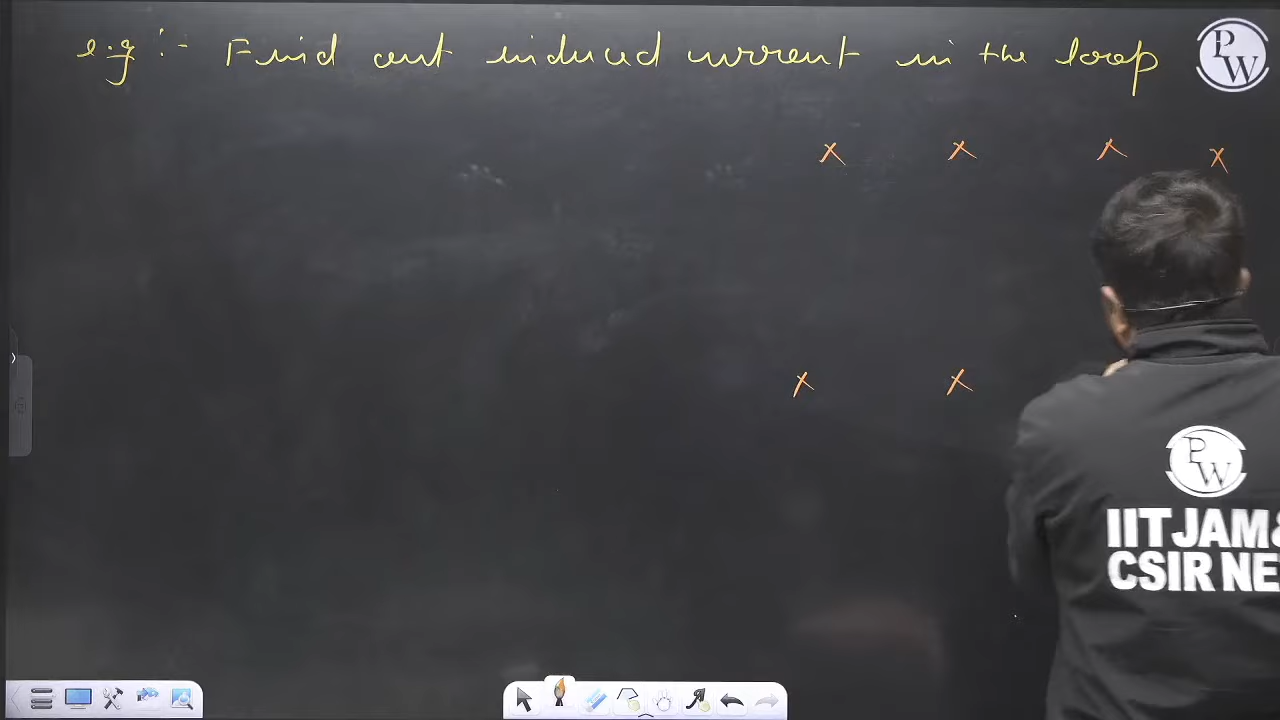 e.g :- Find out induced current in the loop
PW
x x x x
x x
PW
IIT JAM&
CSIR NE